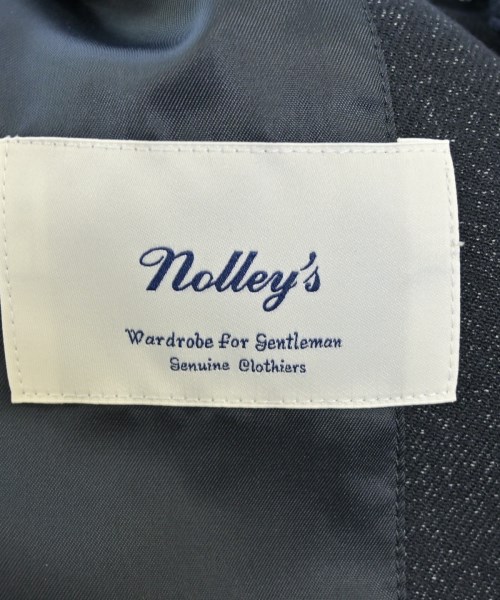 Nolley's
Wardrobe for Gentleman
Genuine Clothiers